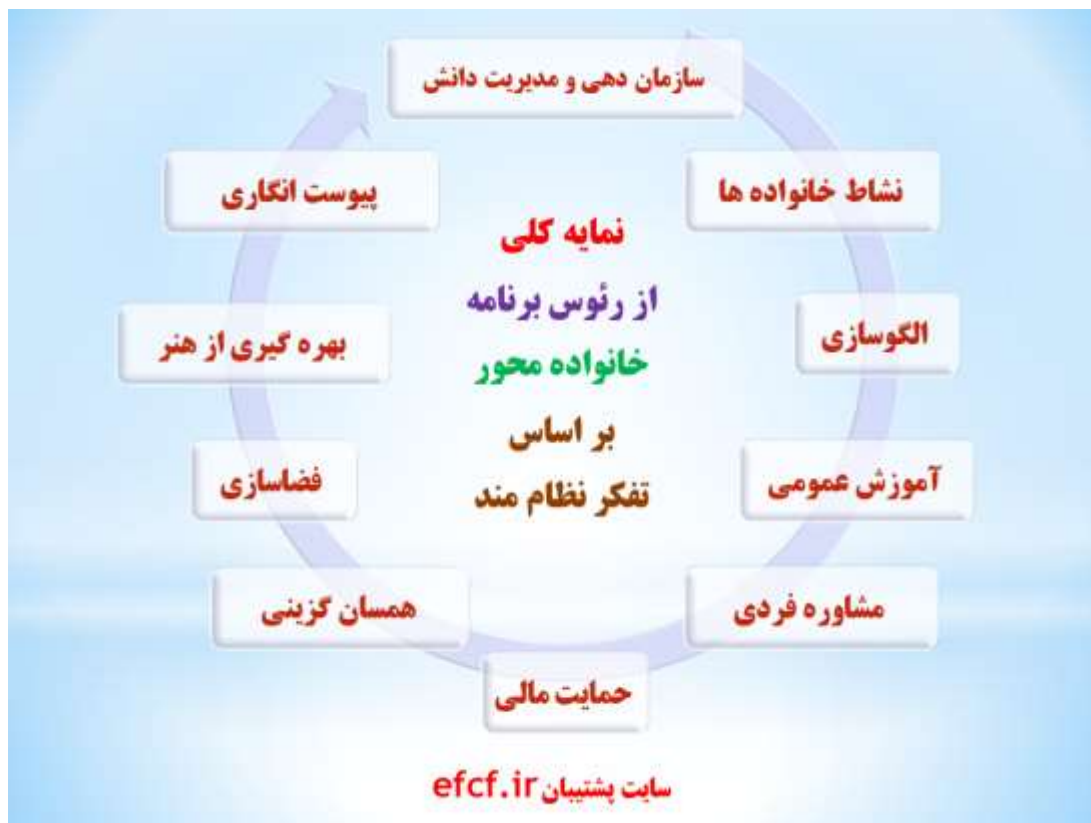 سازمان دهی و مدیریت دانش
نشاط خانواده ها
الگوسازی
آموزش عمومی
مشاوره فردی
حمایت مالی
همسان گزینی
فضاسازی
بهره گیری از هنر
پیوست انگاری
نمایه کلی
از رئوس برنامه
خانواده محور
بر اساس
تفکر نظام مند
سایت پشتیبان efcf.ir